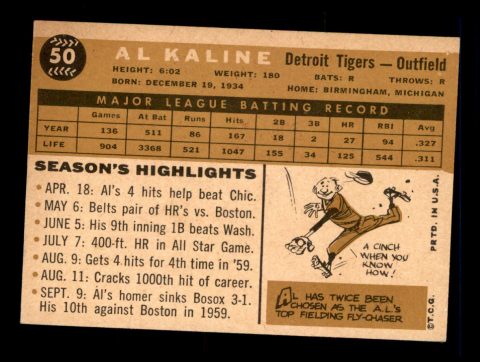 50
AL KALINE Detroit Tigers — Outfield
HEIGHT: 6:02 WEIGHT: 180 BATS: R THROWS: R
BORN: DECEMBER 19, 1934 HOME: BIRMINGHAM, MICHIGAN
MAJOR LEAGUE BATTING RECORD
Games At Bat Runs Hits 2B 3B HR RBI Avg
YEAR 136 511 86 167 18 2 27 94 .327
LIFE 904 3368 521 1047 155 34 125 544 .311
SEASON'S HIGHLIGHTS
• APR. 18: Al's 4 hits help beat Chic.
• MAY 6: Belts pair of HR's vs. Boston.
• JUNE 5: His 9th inning 1B beats Wash.
• JULY 7: 400-ft. HR in All Star Game.
• AUG. 9: Gets 4 hits for 4th time in '59.
• AUG. 11: Cracks 1000th hit of career.
• SEPT. 9: Al's homer sinks Bosox 3-1.
His 10th against Boston in 1959.
A CINCH
WHEN YOU
KNOW
HOW!
AL HAS TWICE BEEN
CHOSEN AS THE A.L.'S
TOP FIELDING FLY-CHASER
©T.C.G. PRTD. IN U.S.A.